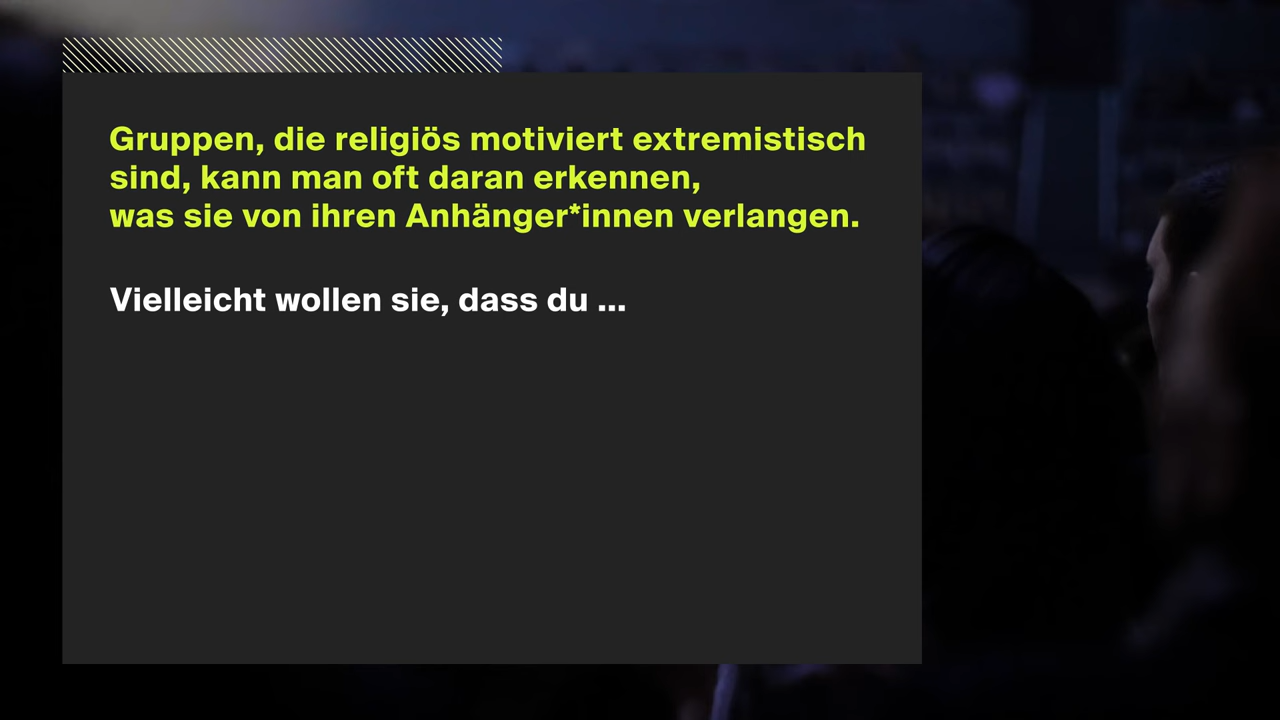 Gruppen, die religiös motiviert extremistisch
sind, kann man oft daran erkennen,
was sie von ihren Anhänger*innen verlangen.
Vielleicht wollen sie, dass du ...